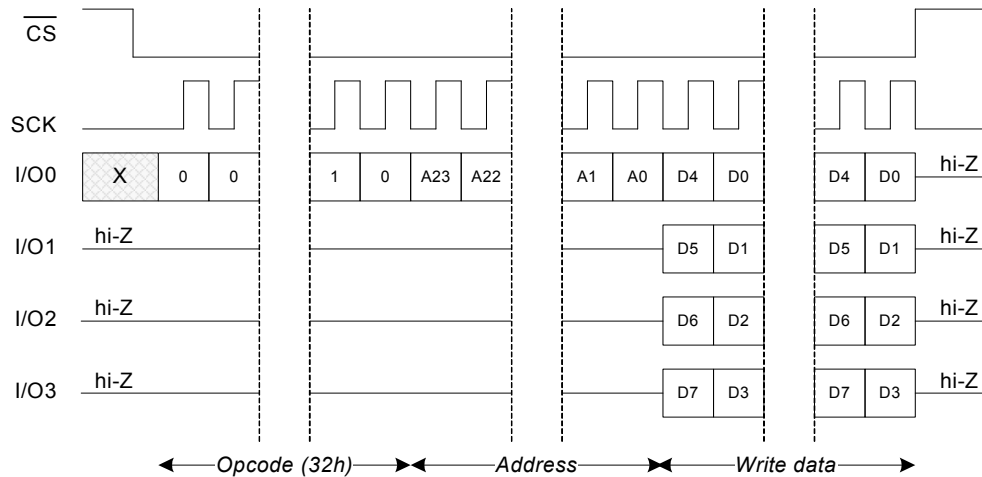 CS
SCK
I/O0 X 0 0 1 0 A23 A22 A1 A0 D4 D0 D4 D0 hi-Z
I/O1 hi-Z D5 D1 D5 D1 hi-Z
I/O2 hi-Z D6 D2 D6 D2 hi-Z
I/O3 hi-Z D7 D3 D7 D3 hi-Z
Opcode (32h) Address Write data